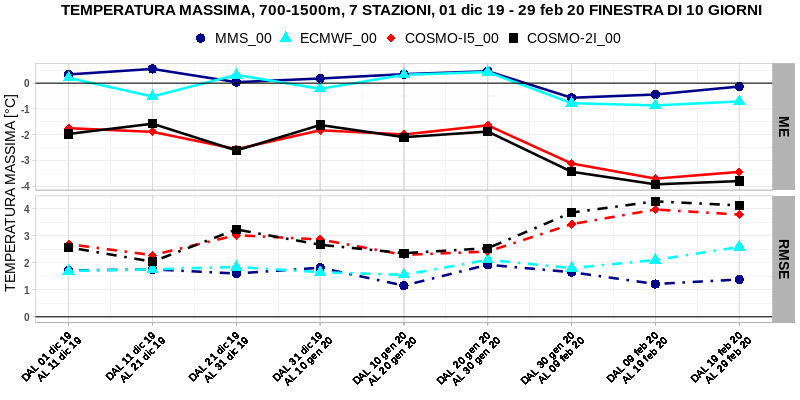 TEMPERATURA MASSIMA, 700-1500m, 7 STAZIONI, 01 dic 19 - 29 feb 20 FINESTRA DI 10 GIORNI
MMS_00 ECMWF_00 COSMO-I5_00 COSMO-2I_00
TEMPERATURA MASSIMA [°C]
0
-1
-2
-3
-4
ME
4
3
2
1
0
RMSE
DAL 01 dic 19
AL 11 dic 19
DAL 11 dic 19
AL 21 dic 19
DAL 21 dic 19
AL 31 dic 19
DAL 31 dic 19
AL 10 gen 20
DAL 10 gen 20
AL 20 gen 20
DAL 20 gen 20
AL 30 gen 20
DAL 30 gen 20
AL 09 feb 20
DAL 09 feb 20
AL 19 feb 20
DAL 19 feb 20
AL 29 feb 20